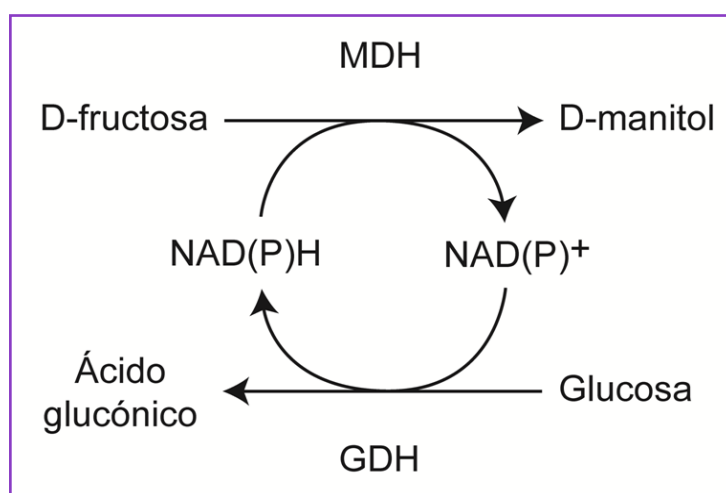 MDH
D-fructosa
D-manitol
NAD(P)H
NAD(P)+
Ácido
glucónico
Glucosa
GDH